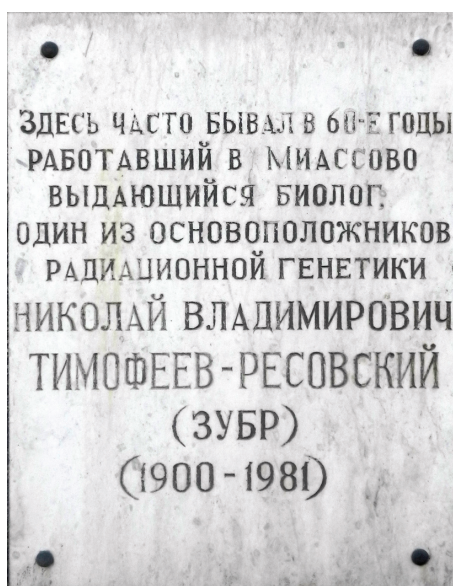 Здесь часто бывал в 60-е годы
работавший в Миассово
выдающийся биолог,
один из основоположников
радиационной генетики
Николай Владимирович
Тимофеев-Ресовский
(Зубр)
(1900-1981)